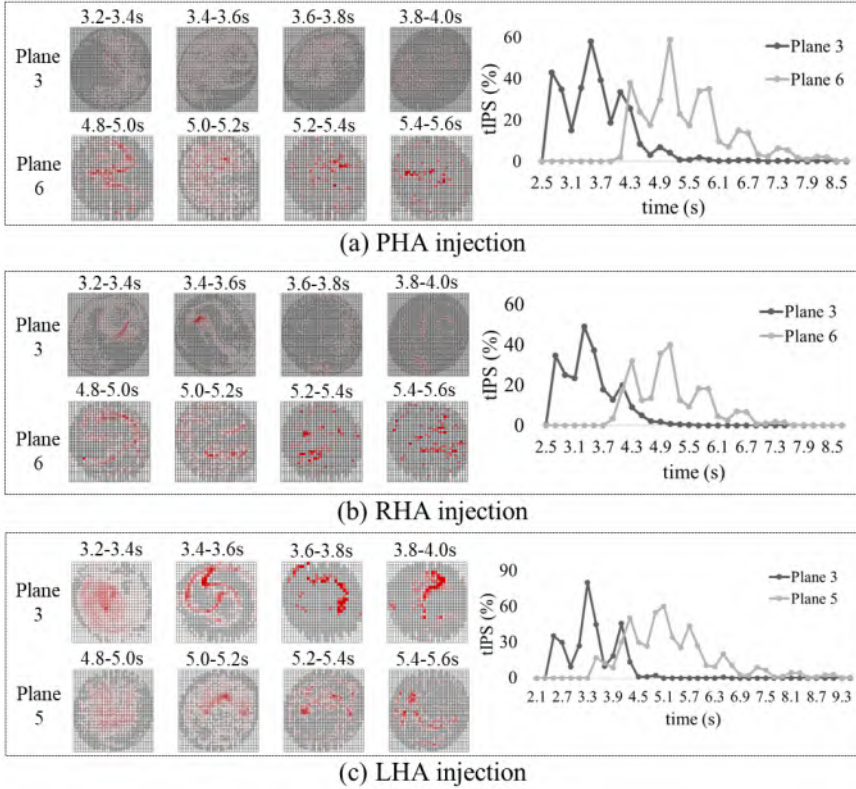 3.2-3.4s 3.4-3.6s 3.6-3.8s 3.8-4.0s
Plane 3
4.8-5.0s 5.0-5.2s 5.2-5.4s 5.4-5.6s
Plane 6
tIPS (%)
60
40
20
0
Plane 3
Plane 6
2.5 3.1 3.7 4.3 4.9 5.5 6.1 6.7 7.3 7.9 8.5
time (s)
(a) PHA injection
3.2-3.4s 3.4-3.6s 3.6-3.8s 3.8-4.0s
Plane 3
4.8-5.0s 5.0-5.2s 5.2-5.4s 5.4-5.6s
Plane 6
tIPS (%)
60
40
20
0
Plane 3
Plane 6
2.5 3.1 3.7 4.3 4.9 5.5 6.1 6.7 7.3 7.9 8.5
time (s)
(b) RHA injection
3.2-3.4s 3.4-3.6s 3.6-3.8s 3.8-4.0s
Plane 3
4.8-5.0s 5.0-5.2s 5.2-5.4s 5.4-5.6s
Plane 5
tIPS (%)
90
60
30
0
Plane 3
Plane 5
2.1 2.7 3.3 3.9 4.5 5.1 5.7 6.3 6.9 7.5 8.1 8.7 9.3
time (s)
(c) LHA injection